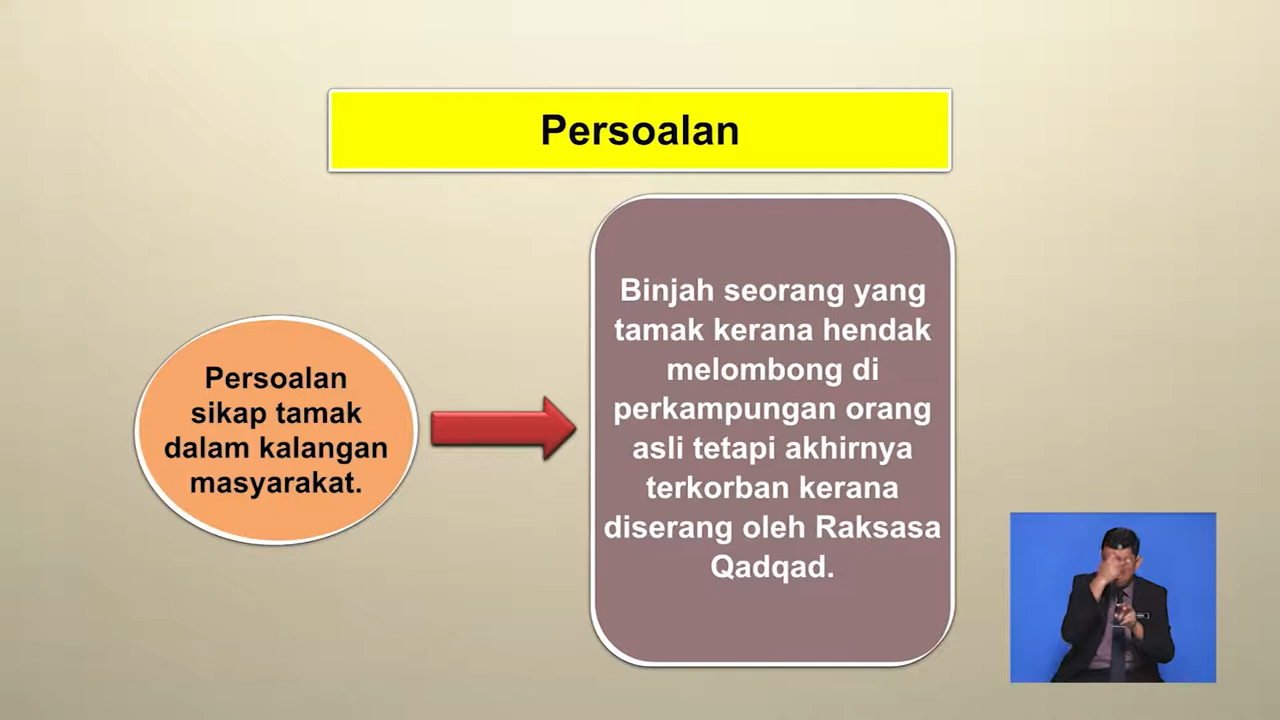 Persoalan
Persoalan
sikap tamak
dalam kalangan
masyarakat.
Binjah seorang yang
tamak kerana hendak
melombong di
perkampungan orang
asli tetapi akhirnya
terkorban kerana
diserang oleh Raksasa
Qadqad.